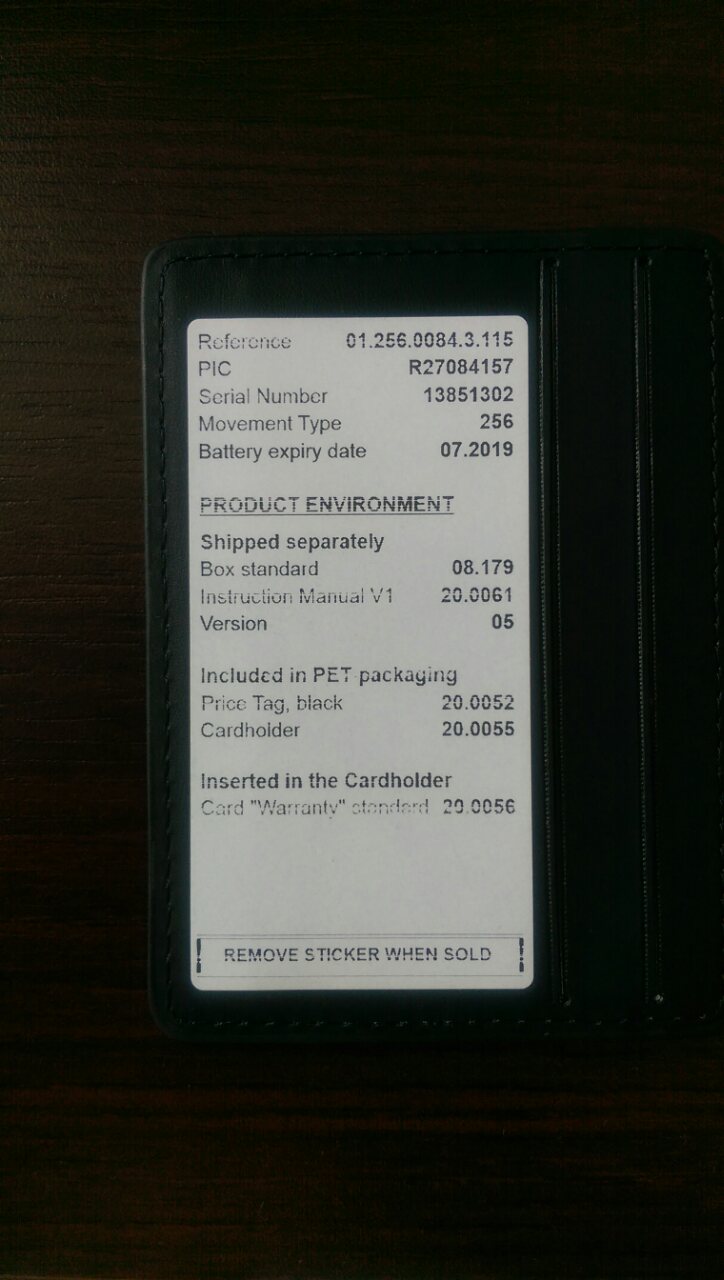 Reference 01.256.0084.3.115
PIC R27084157
Serial Number 13851302
Movement Type 256
Battery expiry date 07.2019
PRODUCT ENVIRONMENT
Shipped separately
Box standard 08.179
Instruction Manual V1 20.0061
Version 05
Included in PET packaging
Price Tag, black 20.0052
Cardholder 20.0055
Inserted in the Cardholder
Card "Warranty" standard 20.0056
! REMOVE STICKER WHEN SOLD !